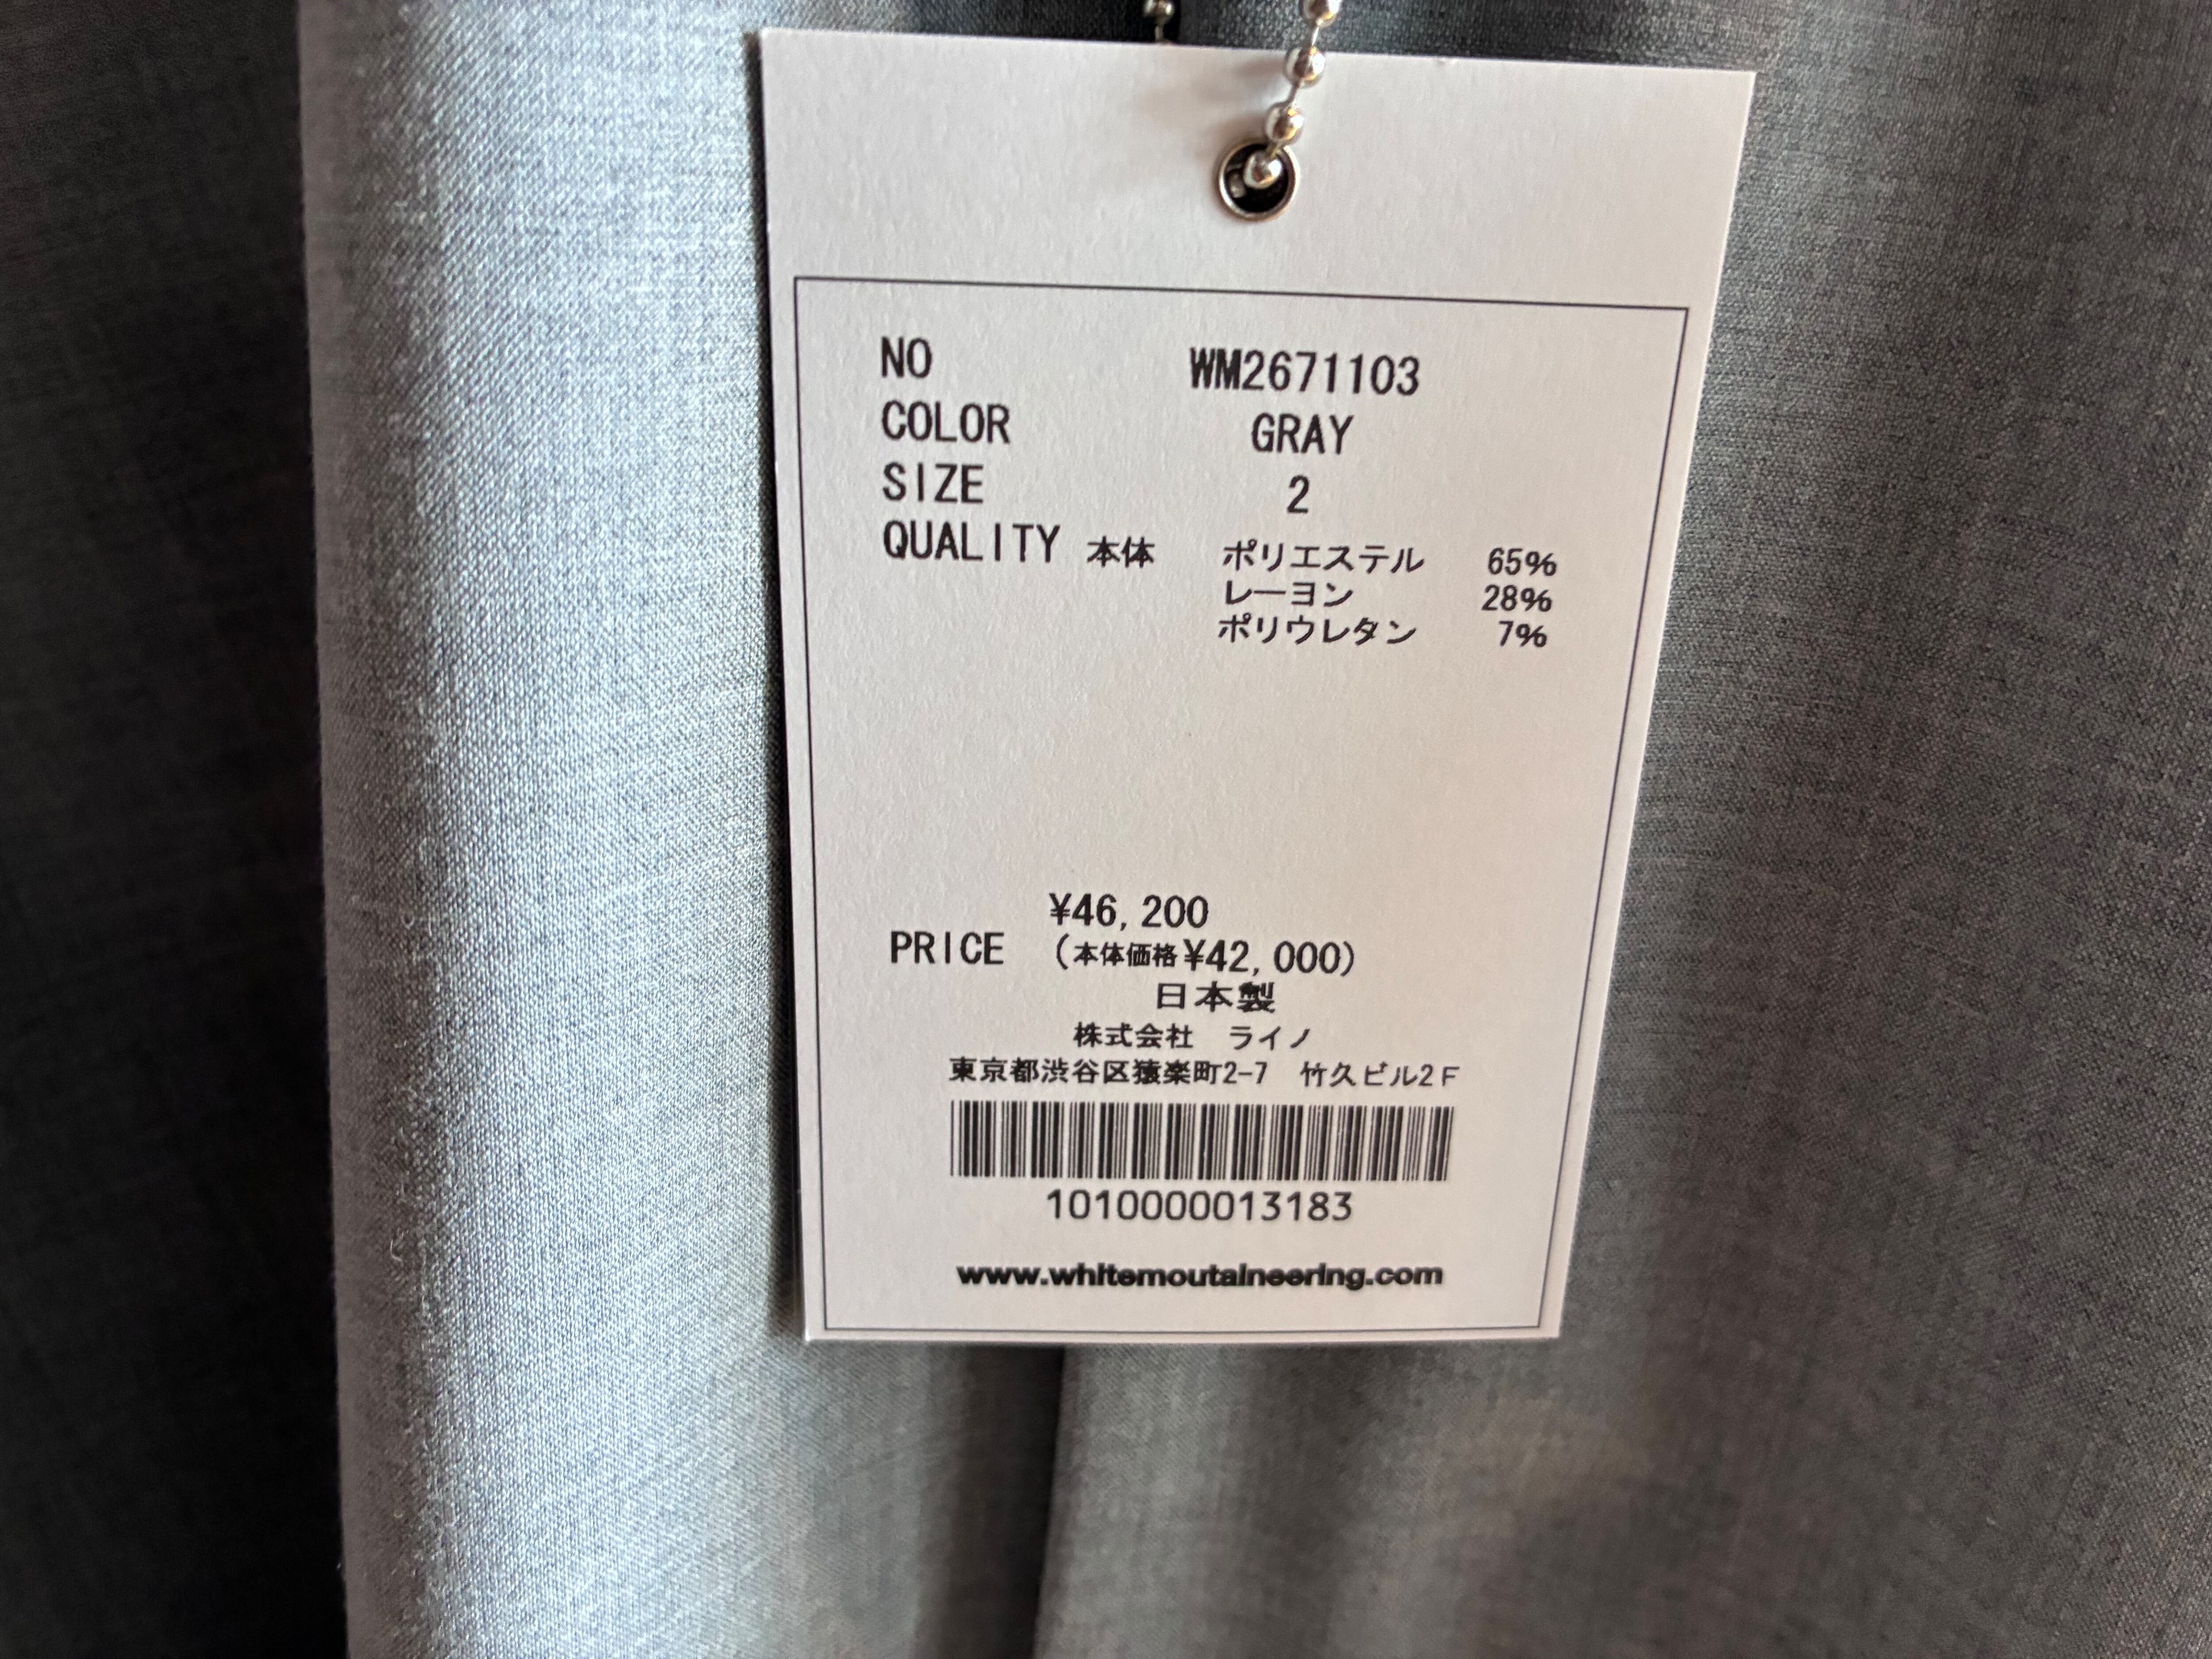 NO WM2671103
COLOR GRAY
SIZE 2
QUALITY 本体 ポリエステル 65%
レーヨン 28%
ポリウレタン 7%
¥46,200
PRICE (本体価格¥42,000)
日本製
株式会社 ライノ
東京都渋谷区猿楽町2-7 竹久ビル2F
1010000013183
www.whitemoutaineering.com